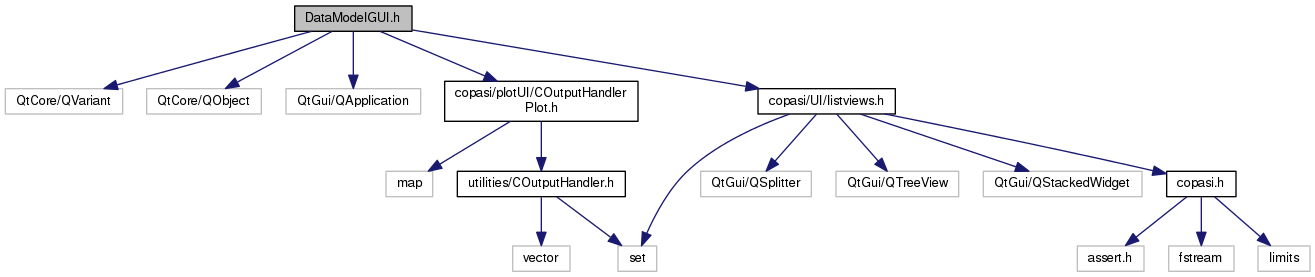 DataModelGUI.h
QtCore/QVariant
QtCore/QObject
QtGui/QApplication
copasi/plotUI/COutputHandler
Plot.h
copasi/UI/listviews.h
map
utilities/COutputHandler.h
QtGui/QSplitter
QtGui/QTreeView
QtGui/QStackedWidget
copasi.h
vector
set
assert.h
fstream
limits